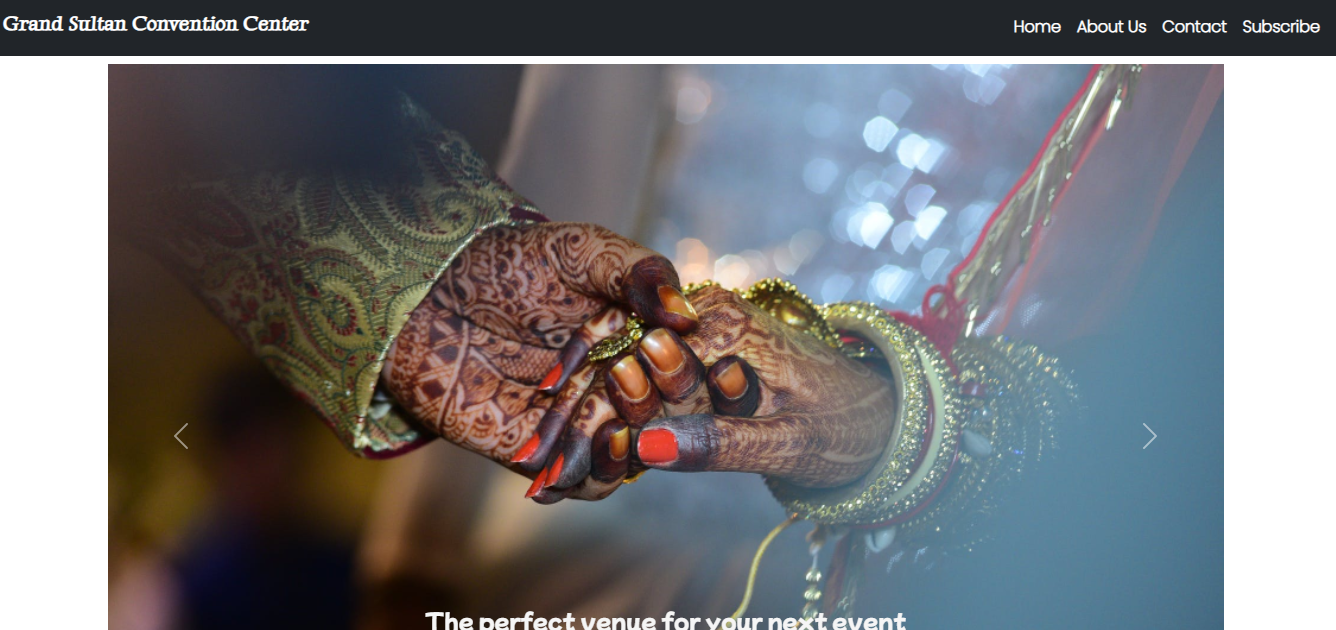 Grand Sultan Convention Center
Home About Us Contact Subscribe
The perfect venue for your next event